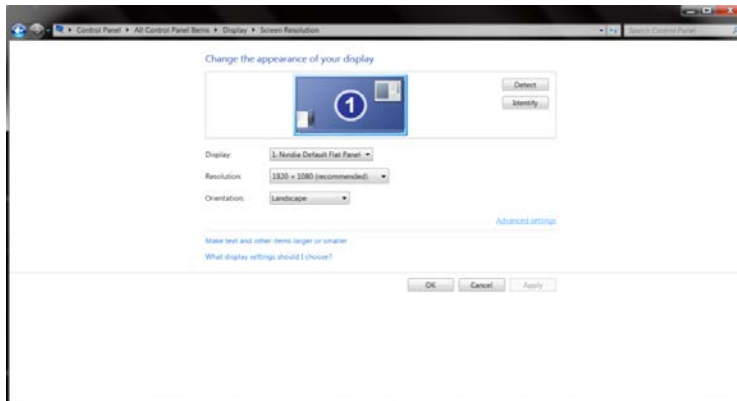 Control Panel ▸ All Control Panel Items ▸ Display ▸ Screen Resolution
Search Control Panel
Change the appearance of your display
1
Detect
Identify
Display:
1. Nvidia Default Flat Panel
Resolution:
1920 × 1080 (recommended)
Orientation:
Landscape
Advanced settings
Make text and other items larger or smaller
What display settings should I choose?
OK
Cancel
Apply